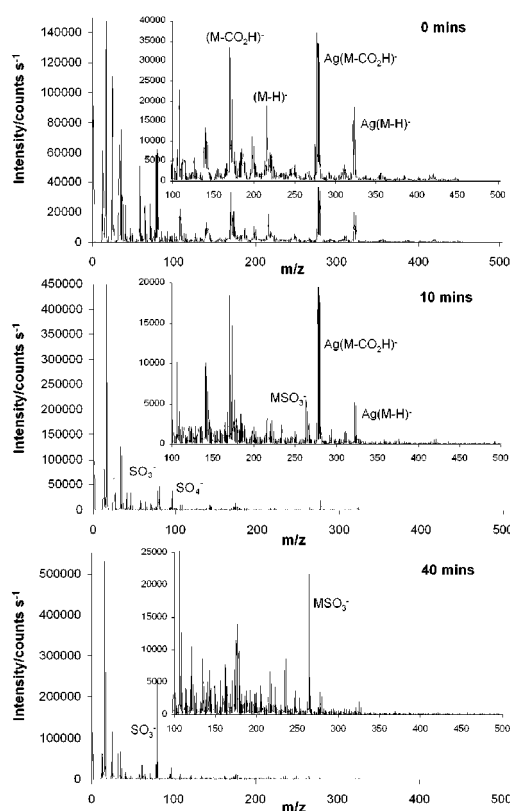 0 mins
Intensity/counts s⁻¹
140000
120000
100000
80000
60000
40000
20000
0
0 100 200 300 400 500
m/z
40000
35000
30000
25000
20000
15000
10000
5000
0
100 150 200 250 300 350 400 450 500
(M-CO₂H)⁻
(M-H)⁻
Ag(M-CO₂H)⁻
Ag(M-H)⁻
10 mins
Intensity/counts s⁻¹
450000
400000
350000
300000
250000
200000
150000
100000
50000
0
0 100 200 300 400 500
m/z
20000
15000
10000
5000
0
100 150 200 250 300 350 400 450 500
Ag(M-CO₂H)⁻
MSO₃⁻
Ag(M-H)⁻
SO₃⁻
SO₄⁻
40 mins
Intensity/counts s⁻¹
500000
400000
300000
200000
100000
0
0 100 200 300 400 500
m/z
25000
20000
15000
10000
5000
0
100 150 200 250 300 350 400 450 500
MSO₃⁻
SO₃⁻